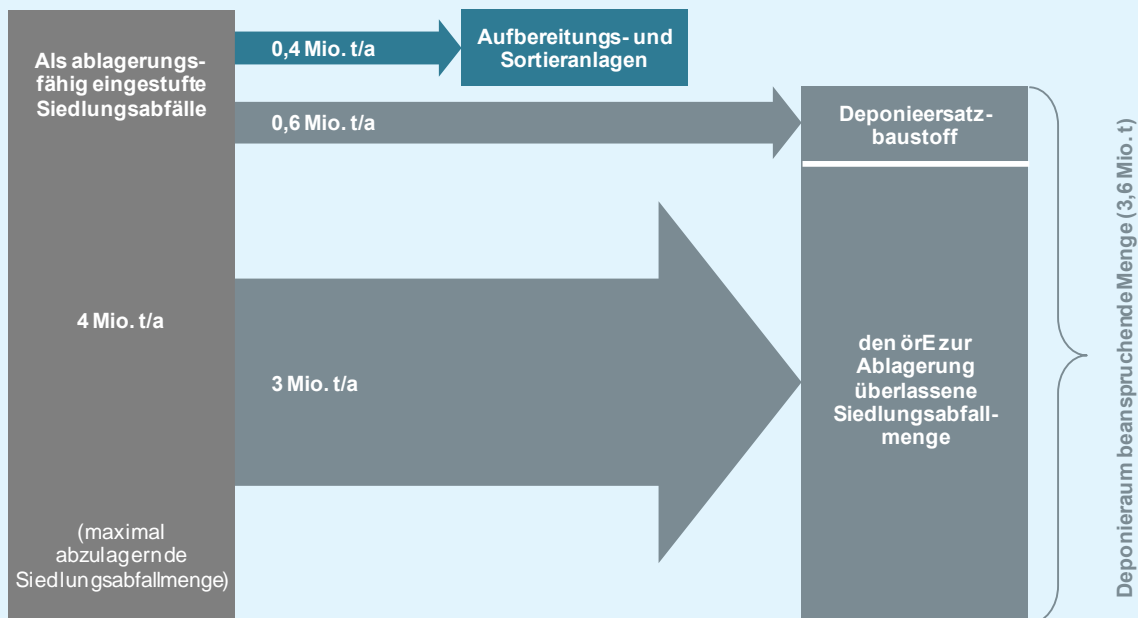 Als ablagerungs-
fähig eingestufte
Siedlungsabfälle
4 Mio. t/a
(maximal
abzulagernde
Siedlungsabfallmenge)
0,4 Mio. t/a
Aufbereitungs- und
Sortieranlagen
0,6 Mio. t/a
Deponieersatz-
baustoff
3 Mio. t/a
den örE zur
Ablagerung
überlassene
Siedlungsabfall-
menge
Deponieraum beanspruchende Menge (3,6 Mio. t)